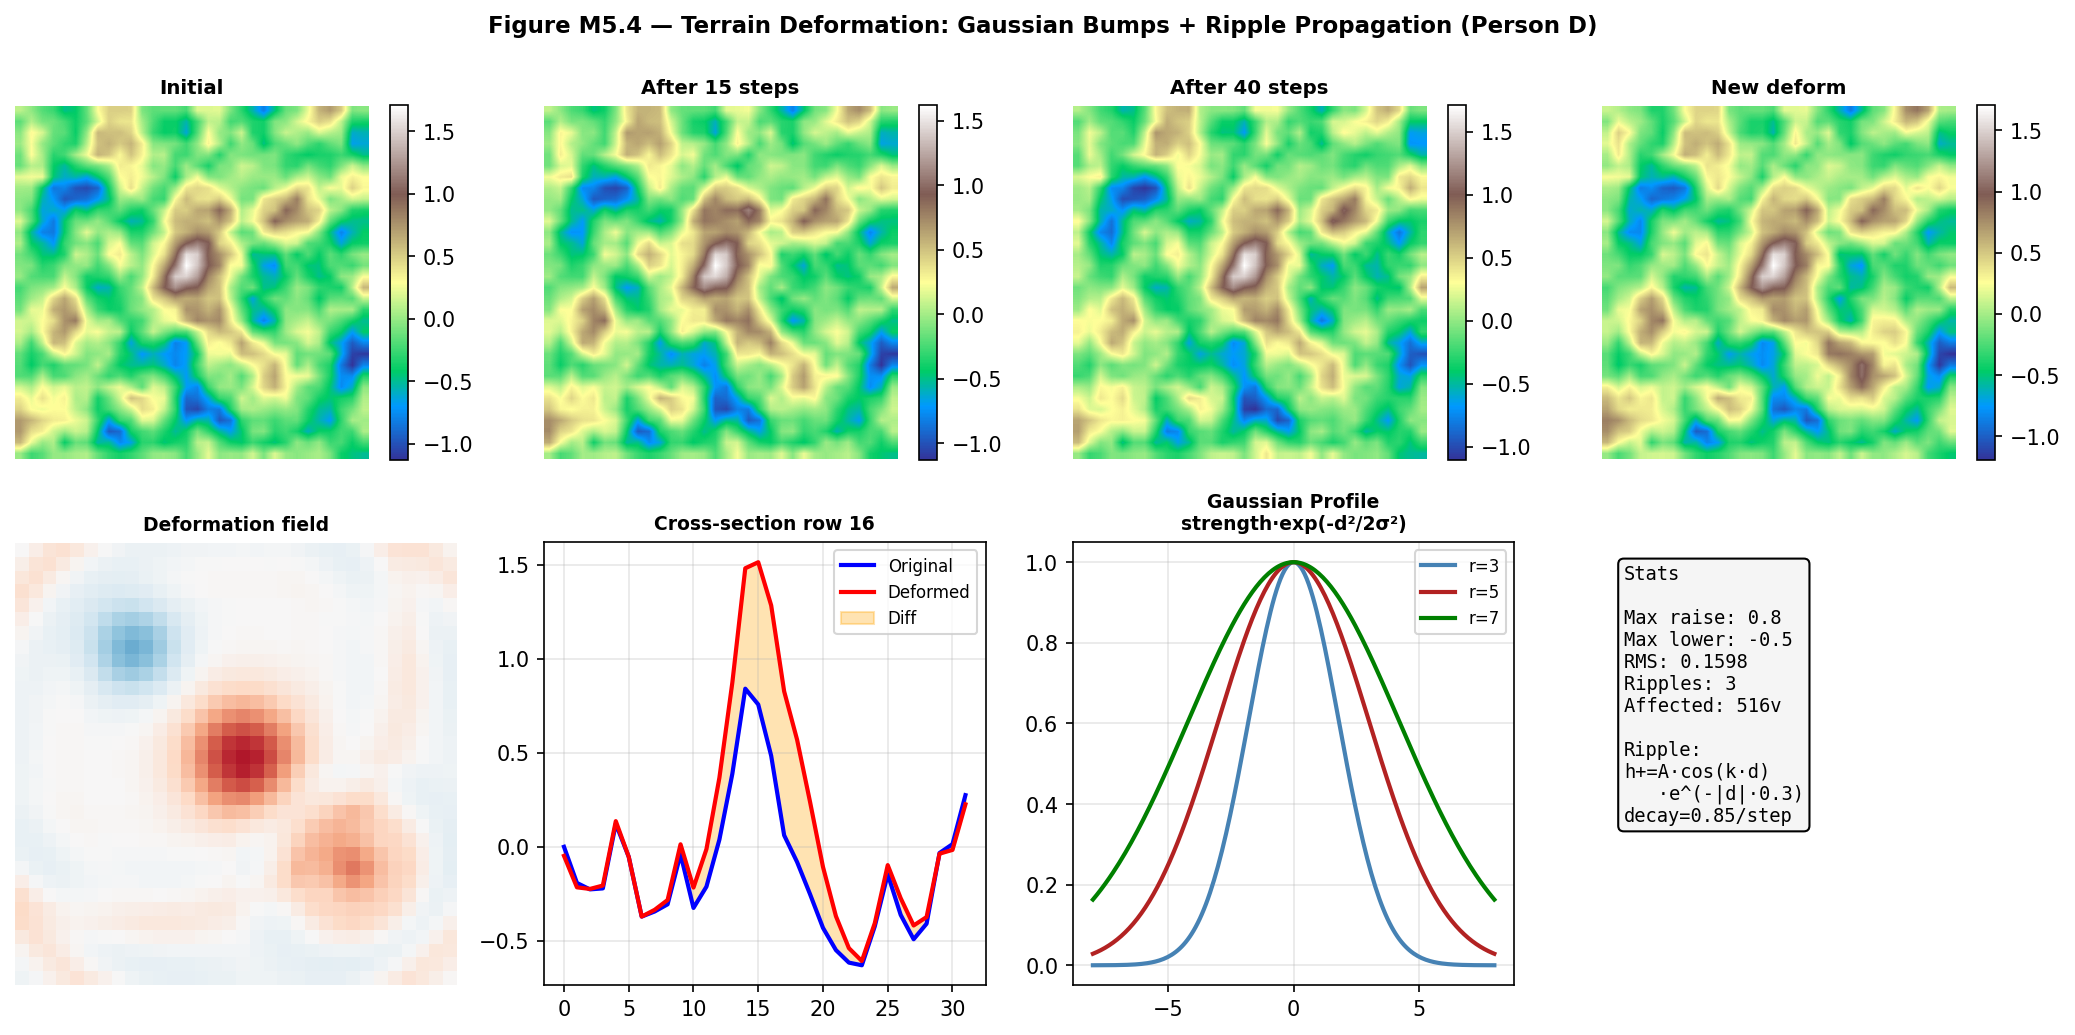 Figure M5.4 — Terrain Deformation: Gaussian Bumps + Ripple Propagation (Person D)
Initial
1.5
1.0
0.5
0.0
−0.5
−1.0
After 15 steps
1.5
1.0
0.5
0.0
−0.5
−1.0
After 40 steps
1.5
1.0
0.5
0.0
−0.5
−1.0
New deform
1.5
1.0
0.5
0.0
−0.5
−1.0
Deformation field
Cross-section row 16
1.5
1.0
0.5
0.0
−0.5
0 5 10 15 20 25 30
Original
Deformed
Diff
Gaussian Profile
strength·exp(-d²/2σ²)
1.0
0.8
0.6
0.4
0.2
0.0
−5 0 5
r=3
r=5
r=7
Stats
Max raise: 0.8
Max lower: -0.5
RMS: 0.1598
Ripples: 3
Affected: 516v
Ripple:
h+=A·cos(k·d)
·e^(-|d|·0.3)
decay=0.85/step